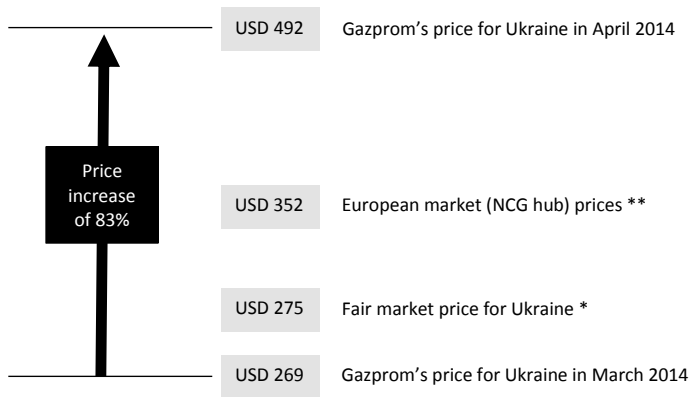 USD 492 Gazprom’s price for Ukraine in April 2014
Price
increase
of 83%
USD 352 European market (NCG hub) prices **
USD 275 Fair market price for Ukraine *
USD 269 Gazprom’s price for Ukraine in March 2014